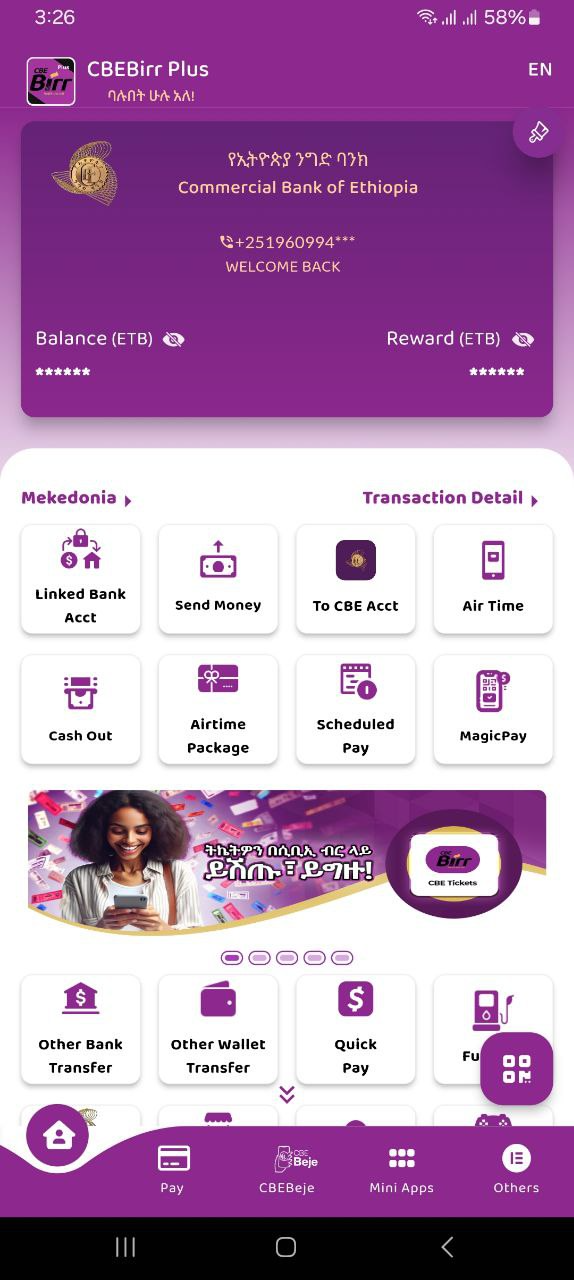 3:26
58%
CBE
Birr
Plus
CBEBirr Plus
EN
ባሉበት ሁሉ አለ!
የኢትዮጵያ ንግድ ባንክ
Commercial Bank of Ethiopia
+251960994***
WELCOME BACK
Balance (ETB)
Reward (ETB)
******
******
Mekedonia
Transaction Detail
Linked Bank
Acct
Send Money
To CBE Acct
Air Time
Cash Out
Airtime
Package
Scheduled
Pay
MagicPay
ትኬትዎን በሲቢኢ ብር ላይ
ይሽጡ፣ ይግዙ!
CBE
Birr
CBE Tickets
Other Bank
Transfer
Other Wallet
Transfer
Quick
Pay
Pay
CBE
Beje
CBEBeje
Mini Apps
Others